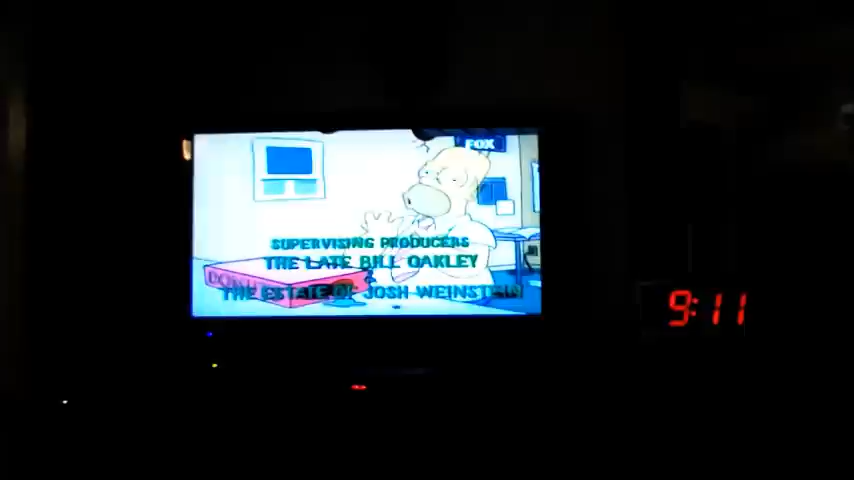 FOX
SUPERVISING PRODUCERS
THE LATE BILL OAKLEY
THE ESTATE OF JOSH WEINSTEIN
9:11